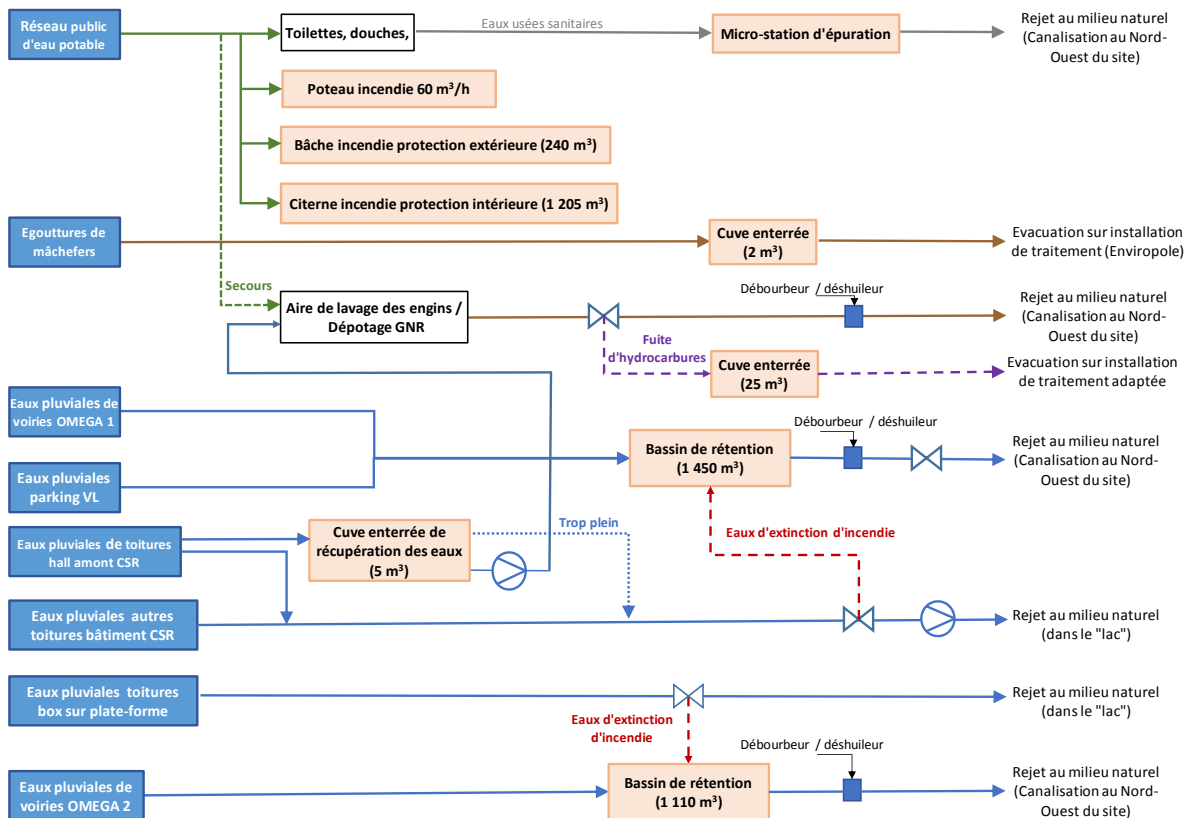 Réseau public
d'eau potable
Toilettes, douches,
Eaux usées sanitaires
Micro-station d'épuration
Rejet au milieu naturel
(Canalisation au Nord-
Ouest du site)
Poteau incendie 60 m³/h
Bâche incendie protection extérieure (240 m³)
Citerne incendie protection intérieure (1 205 m³)
Egouttures de
mâchefers
Cuve enterrée
(2 m³)
Evacuation sur installation
de traitement (Enviropole)
Secours
Aire de lavage des engins /
Dépotage GNR
Débourbeur / déshuileur
Rejet au milieu naturel
(Canalisation au Nord-
Ouest du site)
Fuite
d'hydrocarbures
Cuve enterrée
(25 m³)
Evacuation sur installation
de traitement adaptée
Eaux pluviales de
voiries OMEGA 1
Eaux pluviales
parking VL
Bassin de rétention
(1 450 m³)
Débourbeur / déshuileur
Rejet au milieu naturel
(Canalisation au Nord-
Ouest du site)
Eaux pluviales de toitures
hall amont CSR
Cuve enterrée de
récupération des eaux
(5 m³)
Trop plein
Eaux d'extinction d'incendie
Eaux pluviales autres
toitures bâtiment CSR
Rejet au milieu naturel
(dans le "lac")
Eaux pluviales toitures
box sur plate-forme
Rejet au milieu naturel
(dans le "lac")
Eaux d'extinction
d'incendie
Eaux pluviales de
voiries OMEGA 2
Bassin de rétention
(1 110 m³)
Débourbeur / déshuileur
Rejet au milieu naturel
(Canalisation au Nord-
Ouest du site)